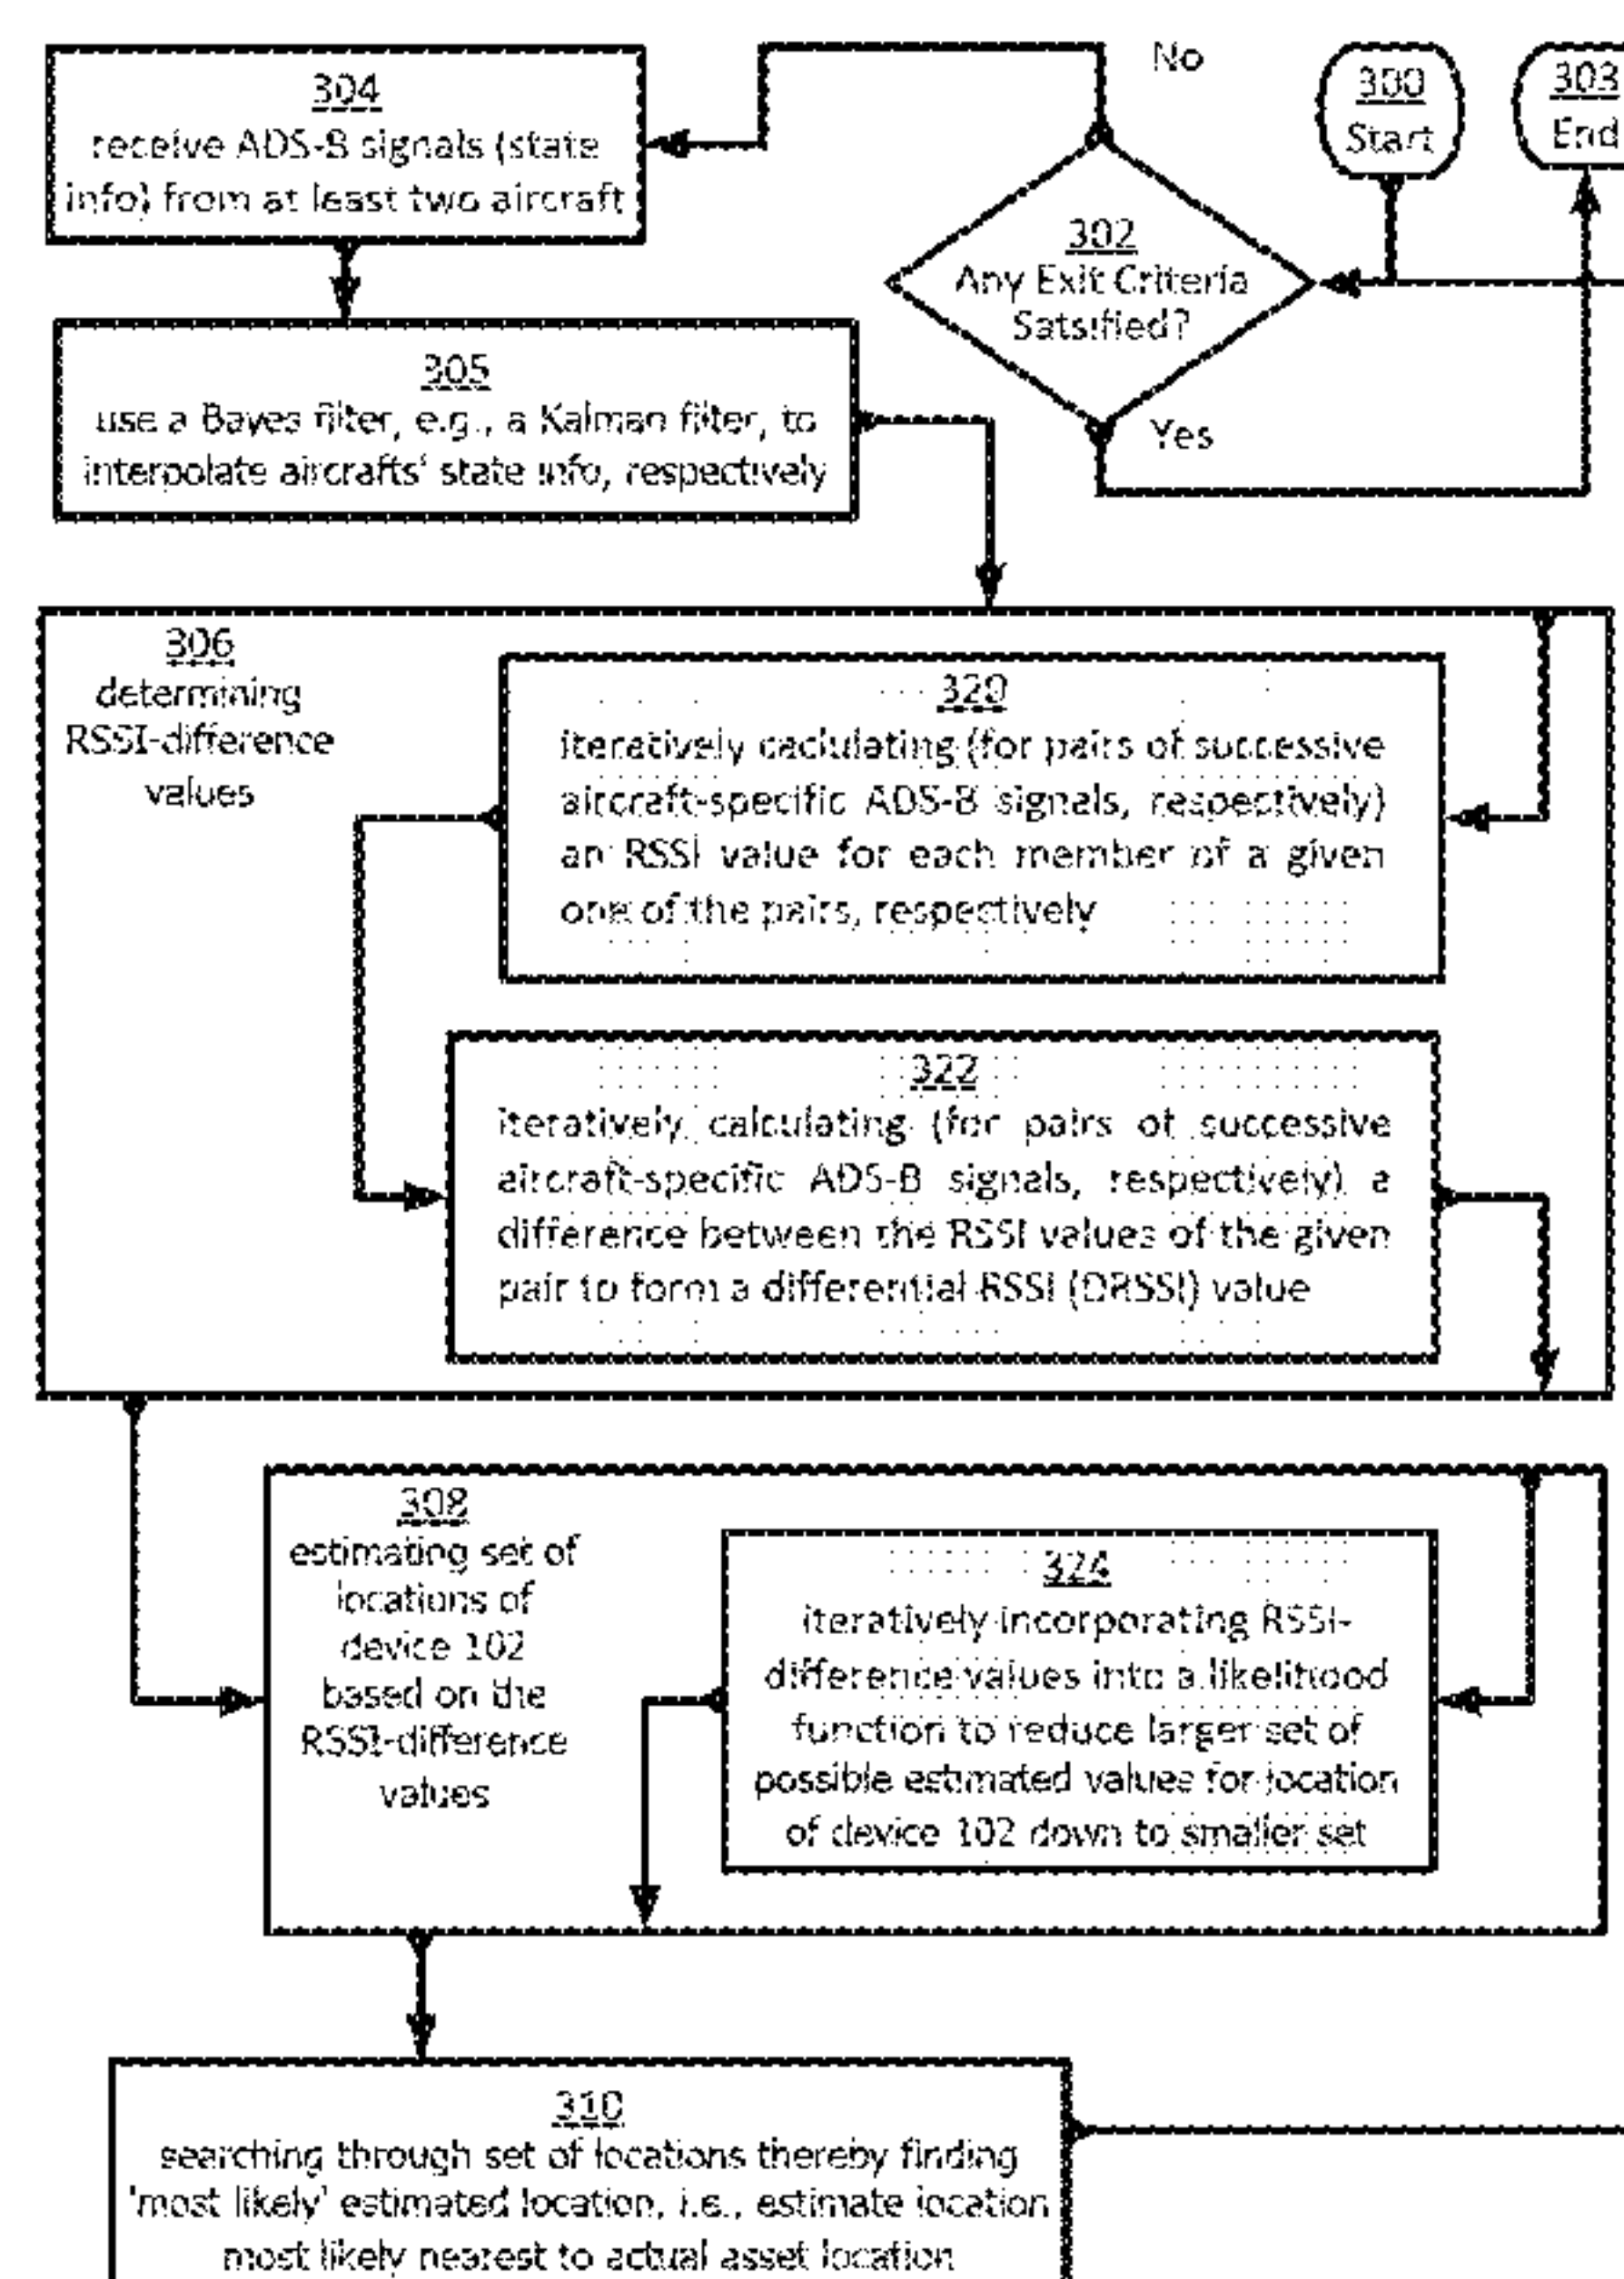 304
receive ADS-B signals (state
info) from at least two aircraft
No
300
Start
303
End
302
Any Exit Criteria
Satsified?
Yes
305
use a Bayes filter, e.g., a Kalman filter, to
interpolate aircrafts' state info, respectively
306
determining
RSSI-difference
values
320
iteratively caclulating (for pairs of successive
aircraft-specific ADS-B signals, respectively)
an RSSI value for each member of a given
one of the pairs, respectively
322
iteratively calculating (for pairs of successive
aircraft-specific ADS-B signals, respectively) a
difference between the RSSI values of the given
pair to form a differential RSSI (DRSSI) value
308
estimating set of
locations of
device 102
based on the
RSSI-difference
values
324
iteratively incorporating RSSI-
difference values into a likelihood
function to reduce larger set of
possible estimated values for location
of device 102 down to smaller set
310
searching through set of locations thereby finding
'most likely' estimated location, i.e., estimate location
most likely nearest to actual asset location